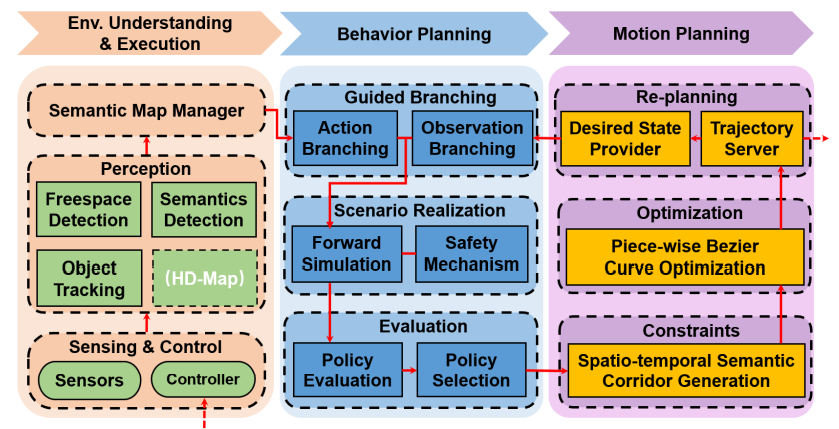 Env. Understanding
& Execution
Behavior Planning
Motion Planning
Semantic Map Manager
Perception
Freespace
Detection
Semantics
Detection
Object
Tracking
(HD-Map)
Sensing & Control
Sensors
Controller
Guided Branching
Action
Branching
Observation
Branching
Scenario Realization
Forward
Simulation
Safety
Mechanism
Evaluation
Policy
Evaluation
Policy
Selection
Re-planning
Desired State
Provider
Trajectory
Server
Optimization
Piece-wise Bezier
Curve Optimization
Constraints
Spatio-temporal Semantic
Corridor Generation